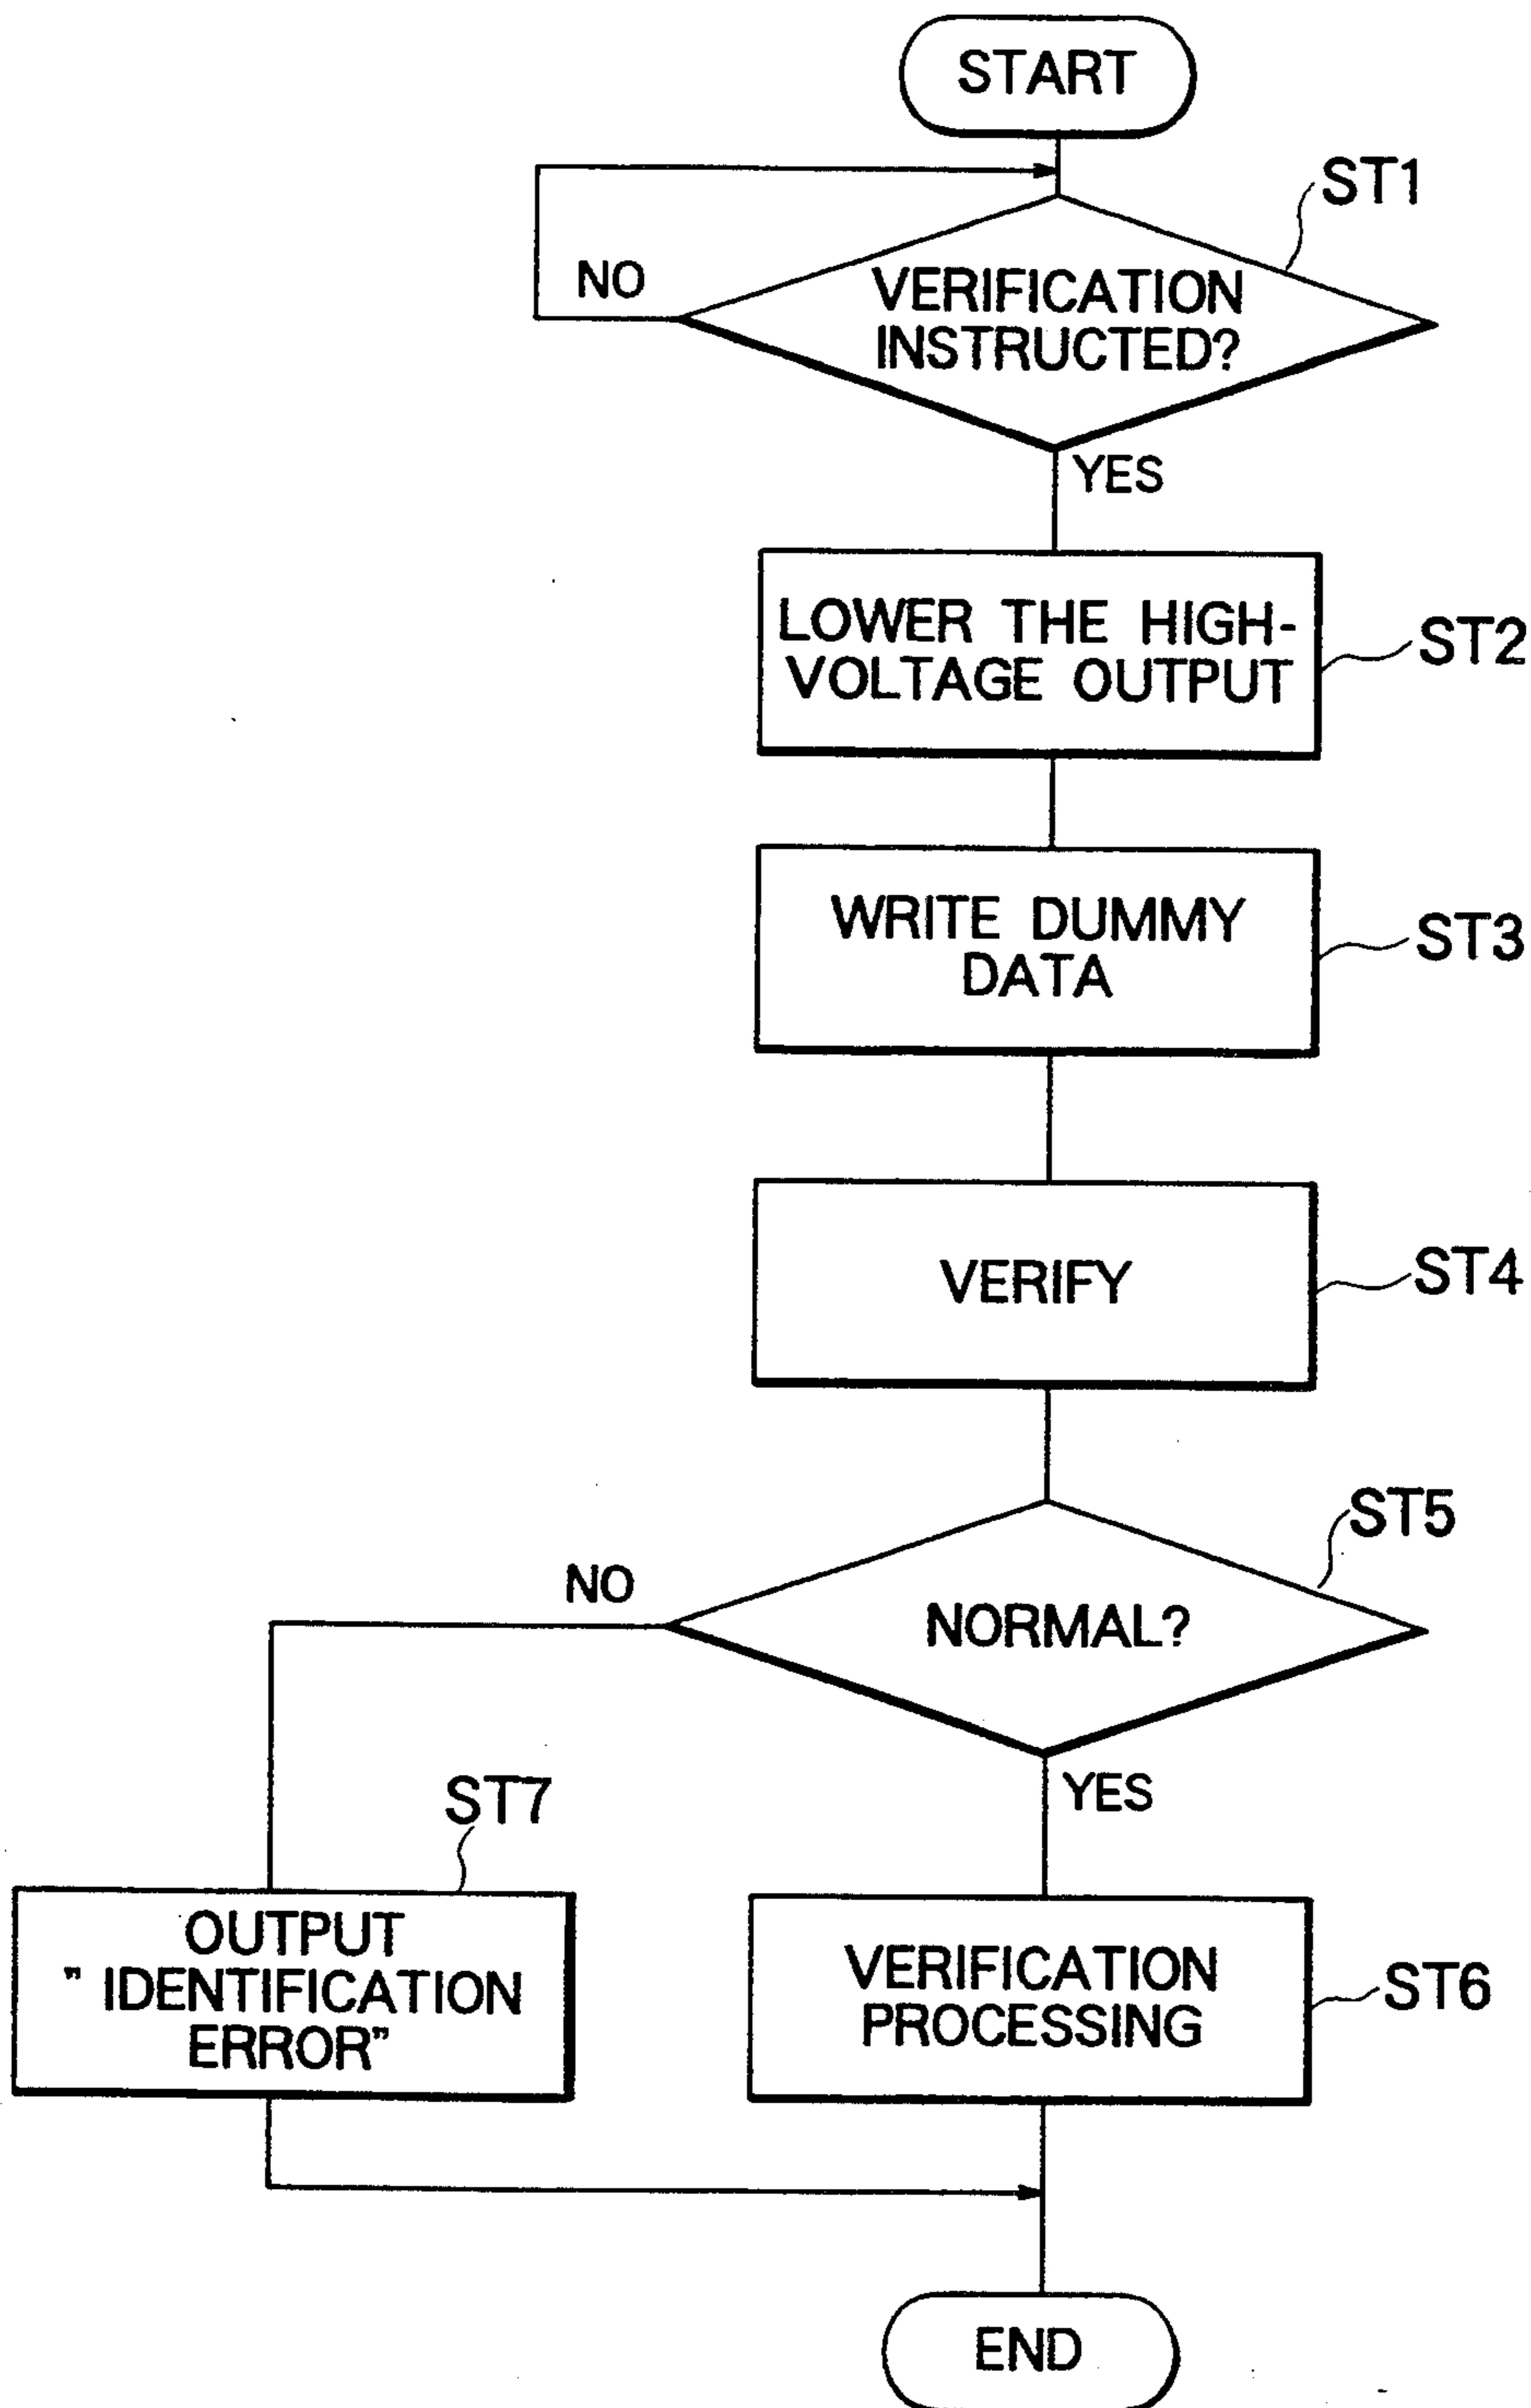 START
ST1
NO
VERIFICATION
INSTRUCTED?
YES
LOWER THE HIGH-
VOLTAGE OUTPUT
ST2
WRITE DUMMY
DATA
ST3
VERIFY
ST4
ST5
NO
NORMAL?
YES
ST7
OUTPUT
" IDENTIFICATION
ERROR"
VERIFICATION
PROCESSING
ST6
END